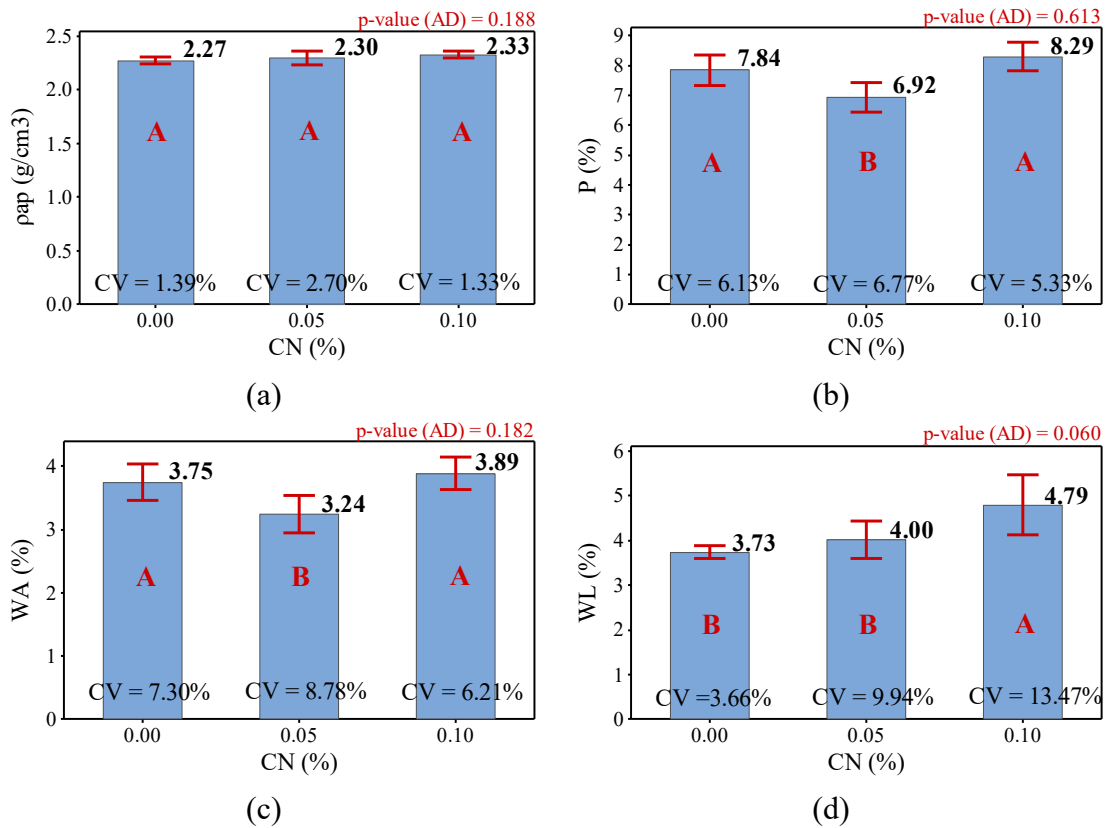 p-value (AD) = 0.188
2.5
2.0
1.5
1.0
0.5
0.0
ρap (g/cm3)
2.27
2.30
2.33
A
A
A
CV = 1.39%
CV = 2.70%
CV = 1.33%
0.00
0.05
0.10
CN (%)
(a)
p-value (AD) = 0.613
9
8
7
6
5
4
3
2
1
0
P (%)
7.84
6.92
8.29
A
B
A
CV = 6.13%
CV = 6.77%
CV = 5.33%
0.00
0.05
0.10
CN (%)
(b)
p-value (AD) = 0.182
4
3
2
1
0
WA (%)
3.75
3.24
3.89
A
B
A
CV = 7.30%
CV = 8.78%
CV = 6.21%
0.00
0.05
0.10
CN (%)
(c)
p-value (AD) = 0.060
6
5
4
3
2
1
0
WL (%)
3.73
4.00
4.79
B
B
A
CV =3.66%
CV = 9.94%
CV = 13.47%
0.00
0.05
0.10
CN (%)
(d)